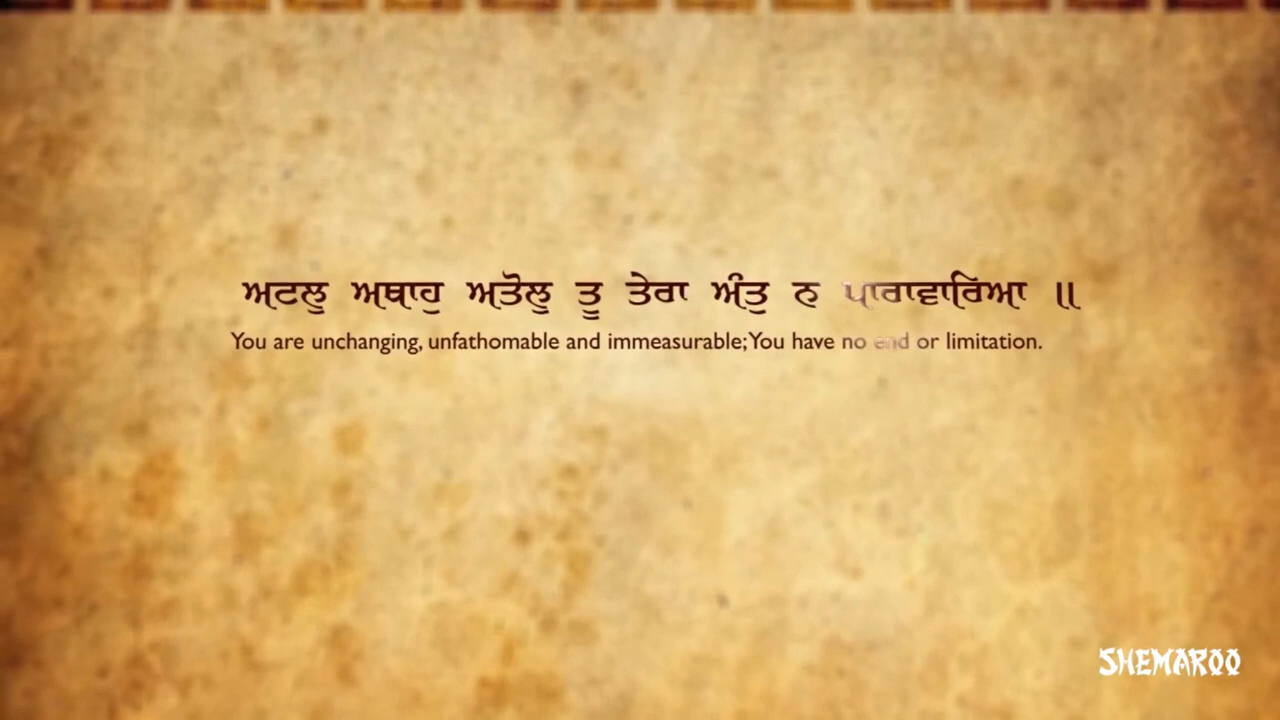 ਅਟਲੁ ਅਥਾਹੁ ਅਤੋਲੁ ਤੂ ਤੇਰਾ ਅੰਤੁ ਨ ਪਾਰਾਵਾਰਿਆ ॥
You are unchanging, unfathomable and immeasurable; You have no end or limitation.
SHEMAROO